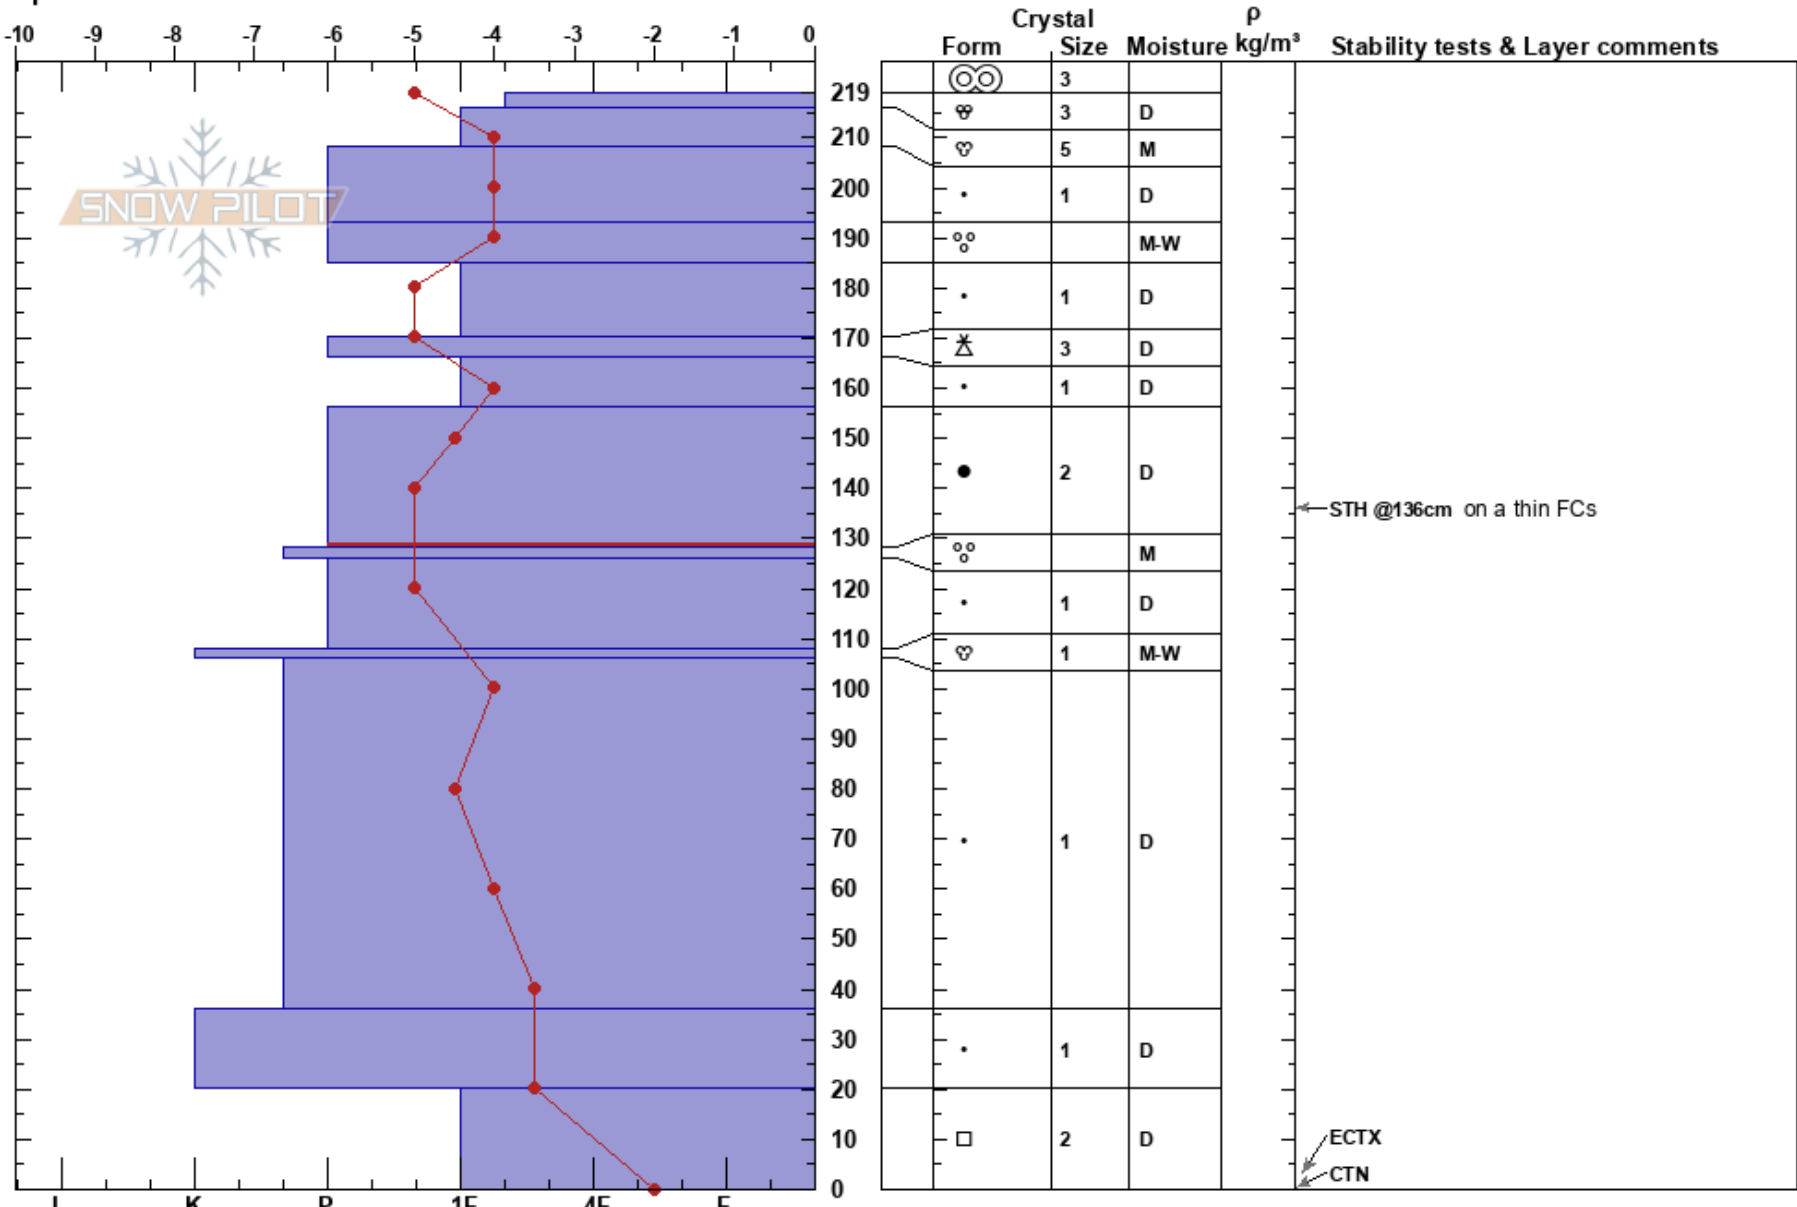 -10 -9 -8 -7 -6 -5 -4 -3 -2 -1 0
Crystal
ρ
Form Size Moisture kg/m³ Stability tests & Layer comments
3
219
3 D
210
5 M
SNOW PILOT
200
1 D
190
M-W
180
1 D
170
3 D
160
1 D
150
2 D
140
STH @136cm on a thin FCs
130
M
120
1 D
110
1 M-W
100
90
80
70
1 D
60
50
40
30
1 D
20
10
2 D
ECTX
CTN
0
I K P 1F 4F F